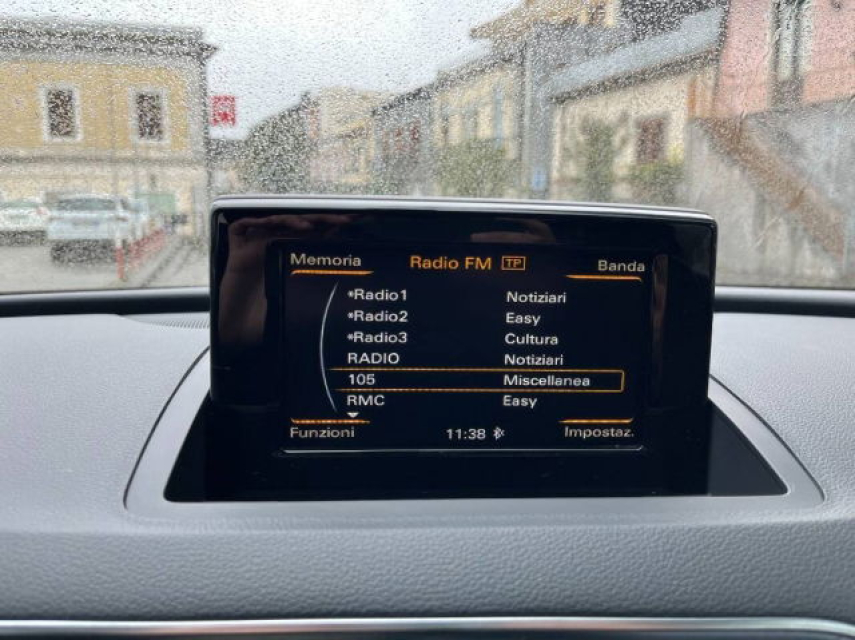 Memoria Radio FM TP Banda
*Radio1 Notiziari
*Radio2 Easy
*Radio3 Cultura
RADIO Notiziari
105 Miscellanea
RMC Easy
Funzioni 11:38 Impostaz.